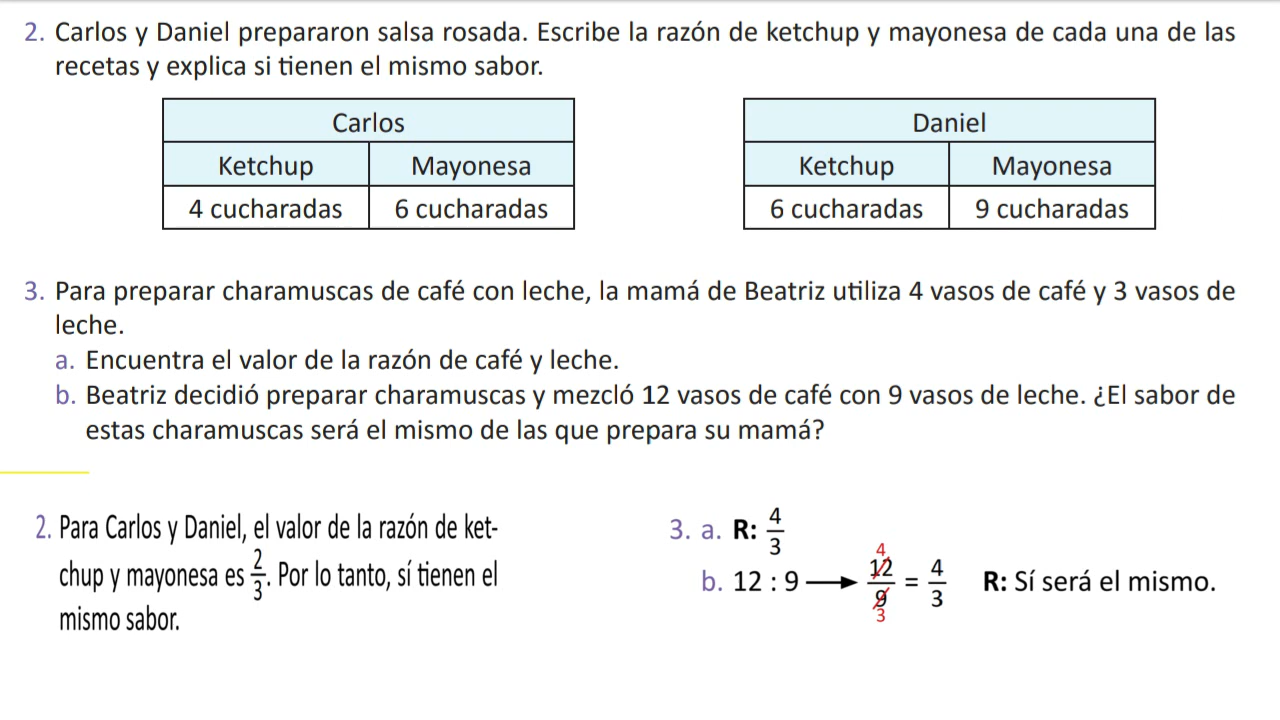 2. Carlos y Daniel prepararon salsa rosada. Escribe la razón de ketchup y mayonesa de cada una de las
recetas y explica si tienen el mismo sabor.
Carlos
Ketchup Mayonesa
4 cucharadas 6 cucharadas
Daniel
Ketchup Mayonesa
6 cucharadas 9 cucharadas
3. Para preparar charamuscas de café con leche, la mamá de Beatriz utiliza 4 vasos de café y 3 vasos de
leche.
a. Encuentra el valor de la razón de café y leche.
b. Beatriz decidió preparar charamuscas y mezcló 12 vasos de café con 9 vasos de leche. ¿El sabor de
estas charamuscas será el mismo de las que prepara su mamá?
2. Para Carlos y Daniel, el valor de la razón de ket-
chup y mayonesa es 2/3. Por lo tanto, sí tienen el
mismo sabor.
3. a. R: 4/3
4
b. 12 : 9 → 12/9 = 4/3 R: Sí será el mismo.
3